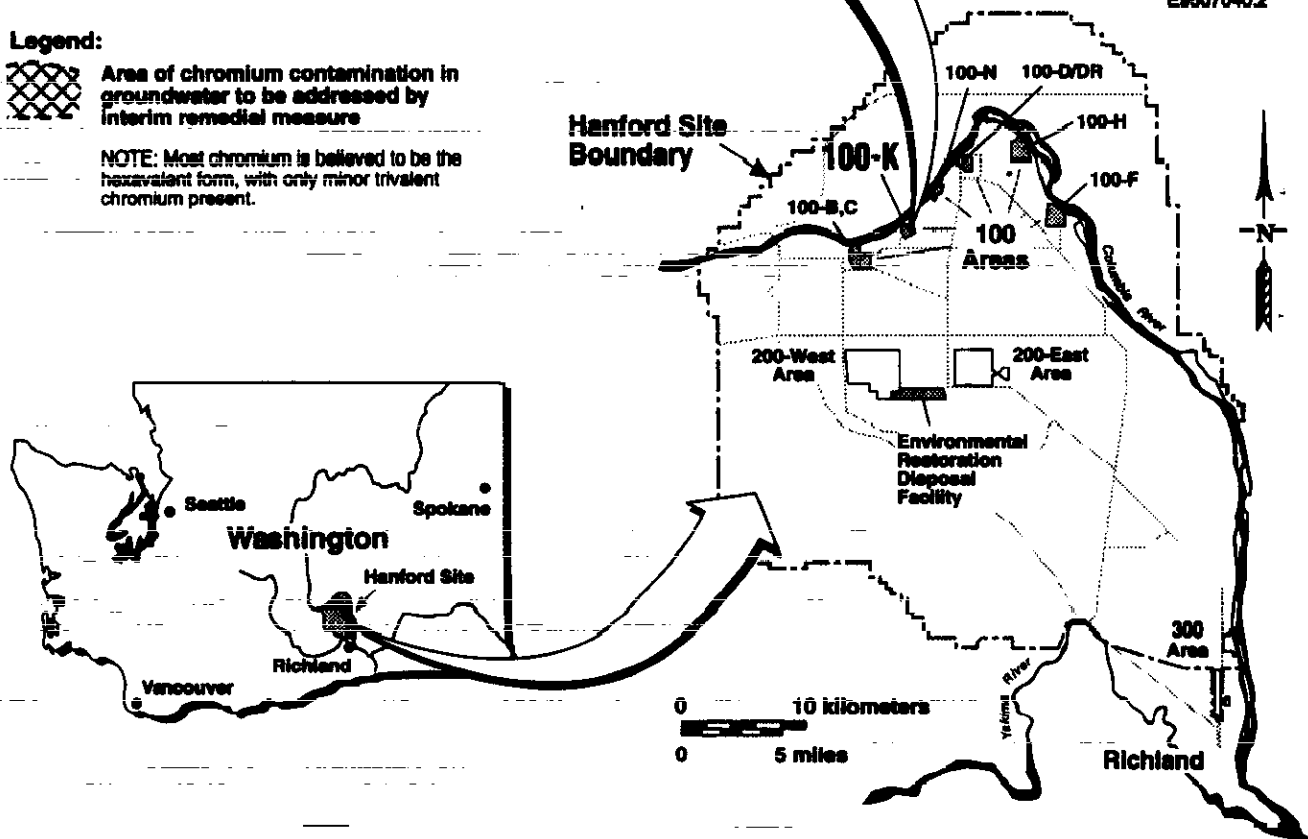 Legend:
Area of chromium contamination in
groundwater to be addressed by
interim remedial measure
NOTE: Most chromium is believed to be the
hexavalent form, with only minor trivalent
chromium present.
Hanford Site
Boundary
100-N
100-D/DR
100-H
100-K
100-F
100-B,C
100
Areas
N
Columbia
River
200-West
Area
200-East
Area
Environmental
Restoration
Disposal
Facility
Seattle
Spokane
Washington
Hanford Site
Richland
Vancouver
300
Area
Yakima River
0 10 kilometers
0 5 miles
Richland